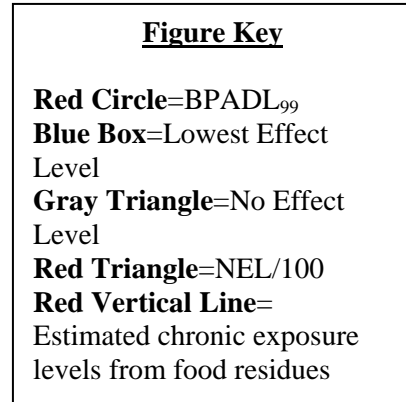 Figure Key
Red Circle=BPADL₉₉
Blue Box=Lowest Effect
Level
Gray Triangle=No Effect
Level
Red Triangle=NEL/100
Red Vertical Line=
Estimated chronic exposure
levels from food residues